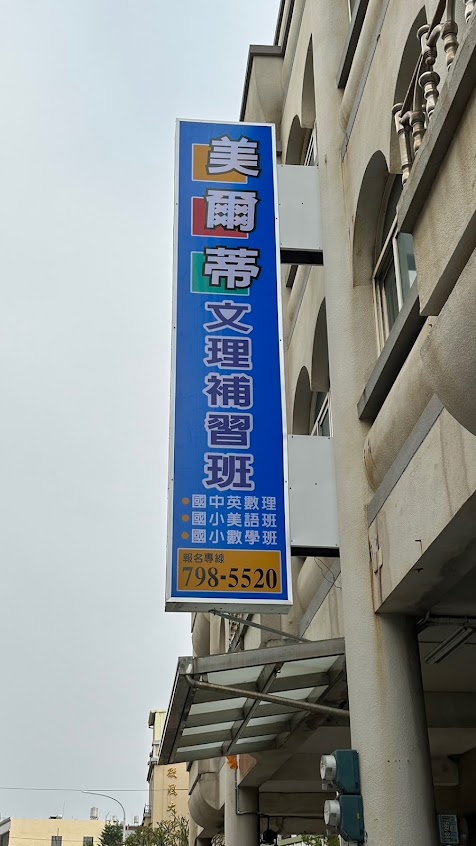 美爾蒂
文理補習班
國中英數理
國小美語班
國小數學班
報名專線
798-5520